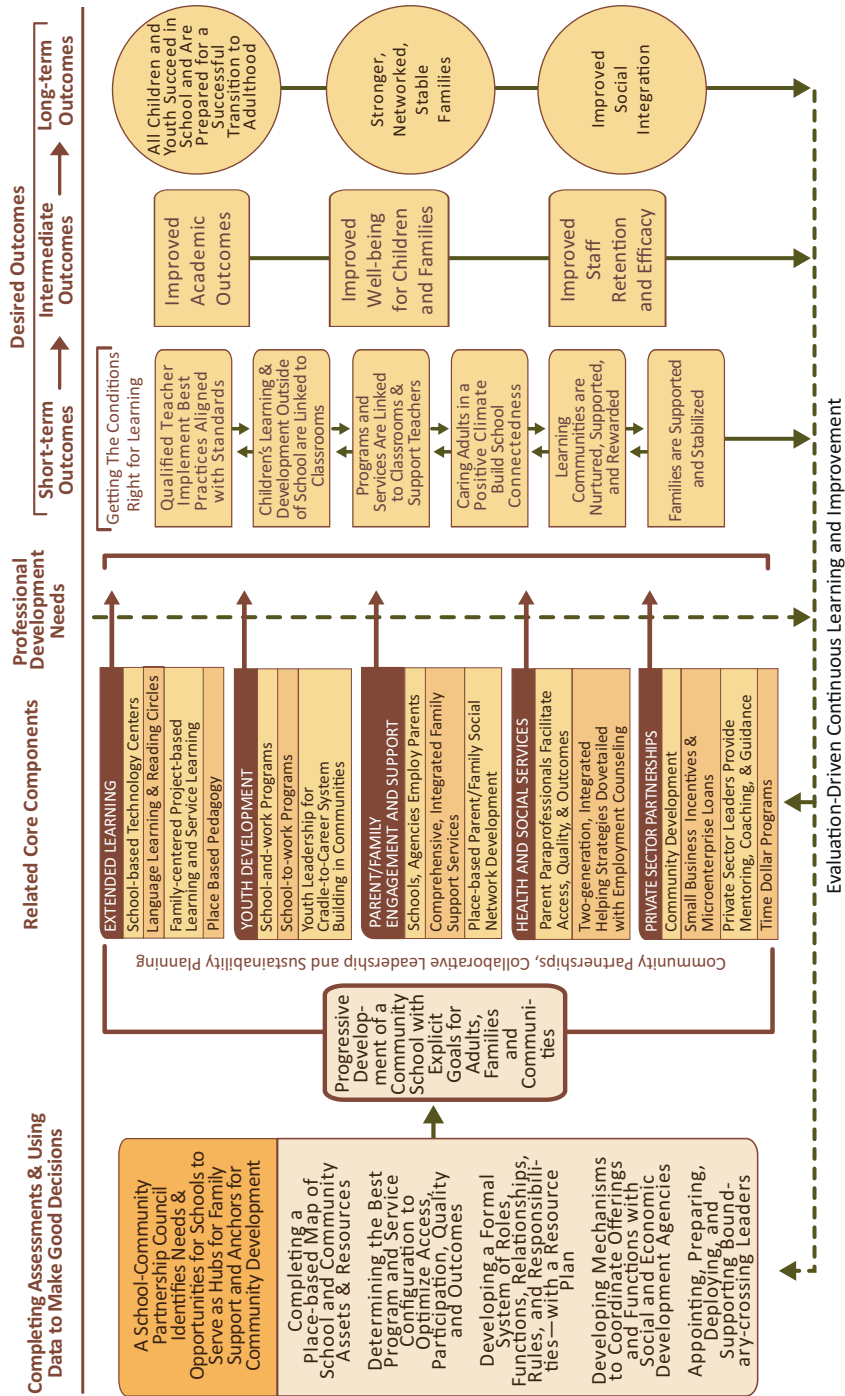 Completing Assessments & Using
Data to Make Good Decisions
A School-Community
Partnership Council
Identifies Needs &
Opportunities for Schools to
Serve as Hubs for Family
Support and Anchors for
Community Development
Completing a
Place-based Map of
School and Community
Assets & Resources
Determining the Best
Program and Service
Configuration to
Optimize Access,
Participation, Quality
and Outcomes
Developing a Formal
System of Roles,
Functions, Relationships,
Rules, and Responsibili-
ties—with a Resource
Plan
Developing Mechanisms
to Coordinate Offerings
and Functions with
Social and Economic
Development Agencies
Appointing, Preparing,
Deploying, and
Supporting Bound-
ary-crossing Leaders
Progressive
Develop-
ment of a
Community
School with
Explicit
Goals for
Adults,
Families
and
Communi-
ties
Related Core Components
Community Partnerships, Collaborative Leadership and Sustainability Planning
EXTENDED LEARNING
School-based Technology Centers
Language Learning & Reading Circles
Family-centered Project-based
Learning and Service Learning
Place Based Pedagogy
YOUTH DEVELOPMENT
School-and-work Programs
School-to-work Programs
Youth Leadership for
Cradle-to-Career System
Building in Communities
PARENT/FAMILY
ENGAGEMENT AND SUPPORT
Schools, Agencies Employ Parents
Comprehensive, Integrated Family
Support Services
Place-based Parent/Family Social
Network Development
HEALTH AND SOCIAL SERVICES
Parent Paraprofessionals Facilitate
Access, Quality, & Outcomes
Two-generation, Integrated
Helping Strategies Dovetailed
with Employment Counseling
PRIVATE SECTOR PARTNERSHIPS
Community Development
Small Business Incentives &
Microenterprise Loans
Private Sector Leaders Provide
Mentoring, Coaching, & Guidance
Time Dollar Programs
Professional
Development
Needs
Desired Outcomes
Short-term
Outcomes
Intermediate
Outcomes
Long-term
Outcomes
Getting The Conditions
Right for Learning
Qualified Teacher
Implement Best
Practices Aligned
with Standards
Children's Learning &
Development Outside
of School are Linked to
Classrooms
Programs and
Services Are Linked
to Classrooms &
Support Teachers
Caring Adults in a
Positive Climate
Build School
Connectedness
Learning
Communities are
Nurtured, Supported,
and Rewarded
Families are Supported
and Stabilized
Improved
Academic
Outcomes
Improved
Well-being
for Children
and Families
Improved
Staff
Retention
and Efficacy
All Children and
Youth Succeed in
School and Are
Prepared for a
Successful
Transition to
Adulthood
Stronger,
Networked,
Stable
Families
Improved
Social
Integration
Evaluation-Driven Continuous Learning and Improvement